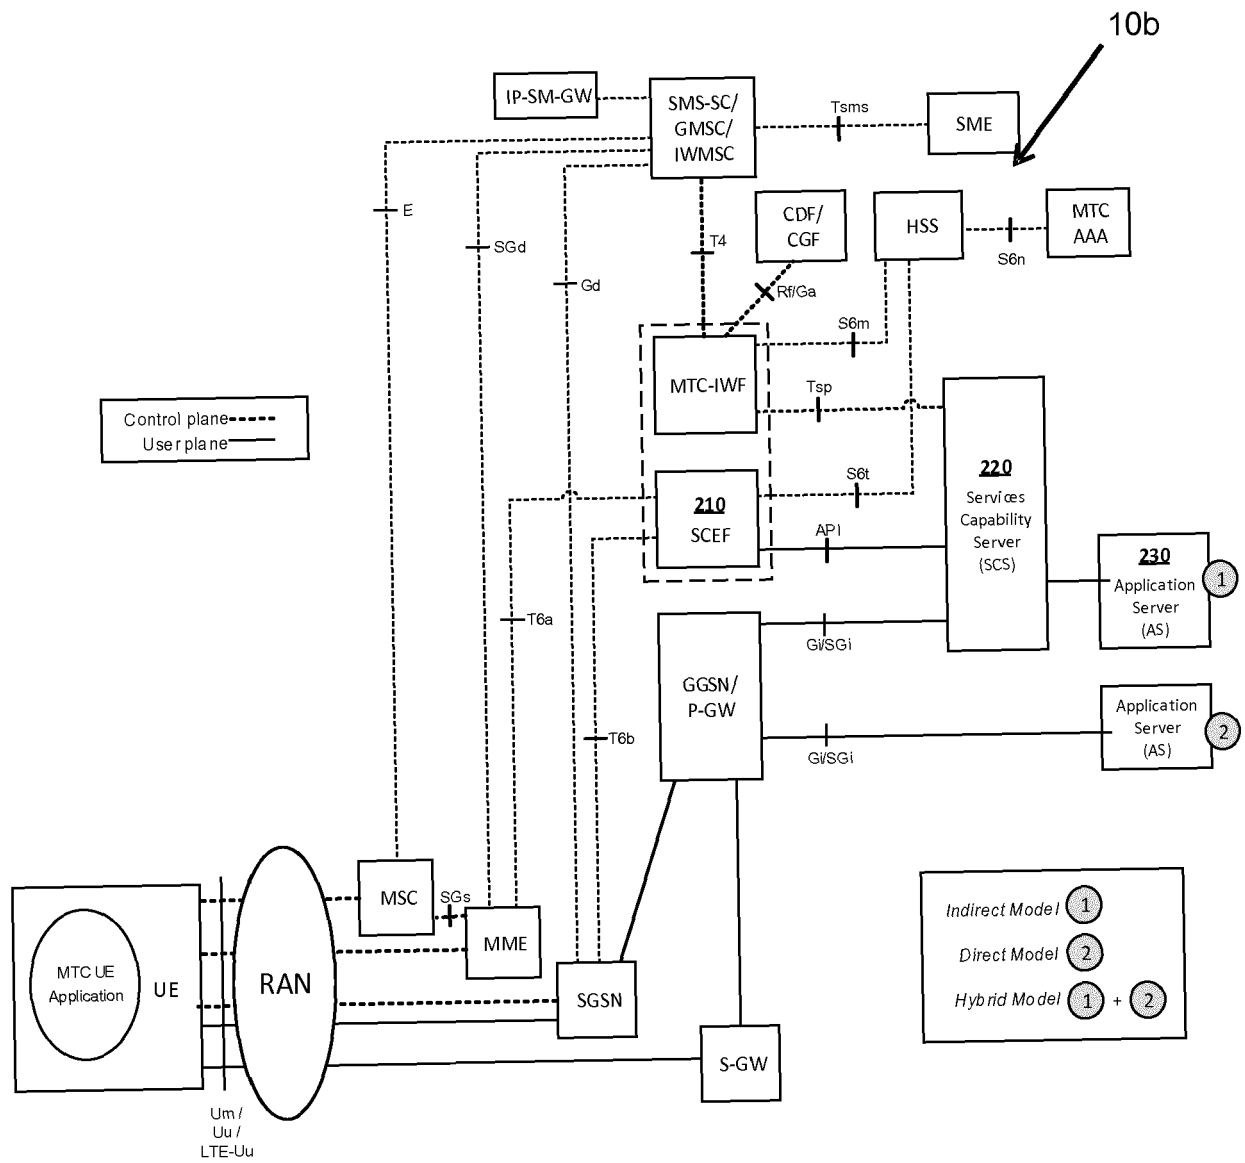 10b
IP-SM-GW
SMS-SC/
GMSC/
IWMSC
Tsms
SME
E
SGd
Gd
T4
CDF/
CGF
HSS
S6n
MTC
AAA
Rf/Ga
S6m
MTC-IWF
Tsp
Control plane
User plane
S6t
210
SCEF
API
220
Services
Capability
Server
(SCS)
230
Application
Server
(AS)
1
T6a
Gi/SGi
GGSN/
P-GW
T6b
Gi/SGi
Application
Server
(AS)
2
MSC
SGs
MME
MTC UE
Application
UE
RAN
SGSN
S-GW
Um /
Uu /
LTE-Uu
Indirect Model 1
Direct Model 2
Hybrid Model 1 + 2